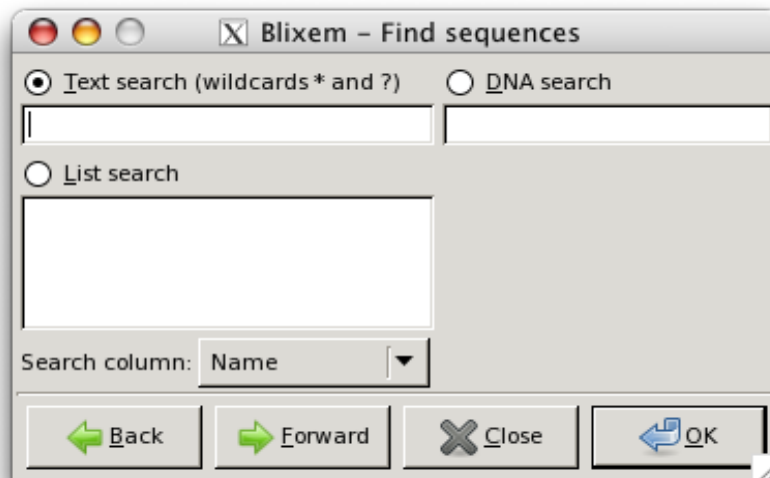 Blixem – Find sequences
Text search (wildcards * and ?) DNA search
List search
Search column: Name
Back Forward Close OK